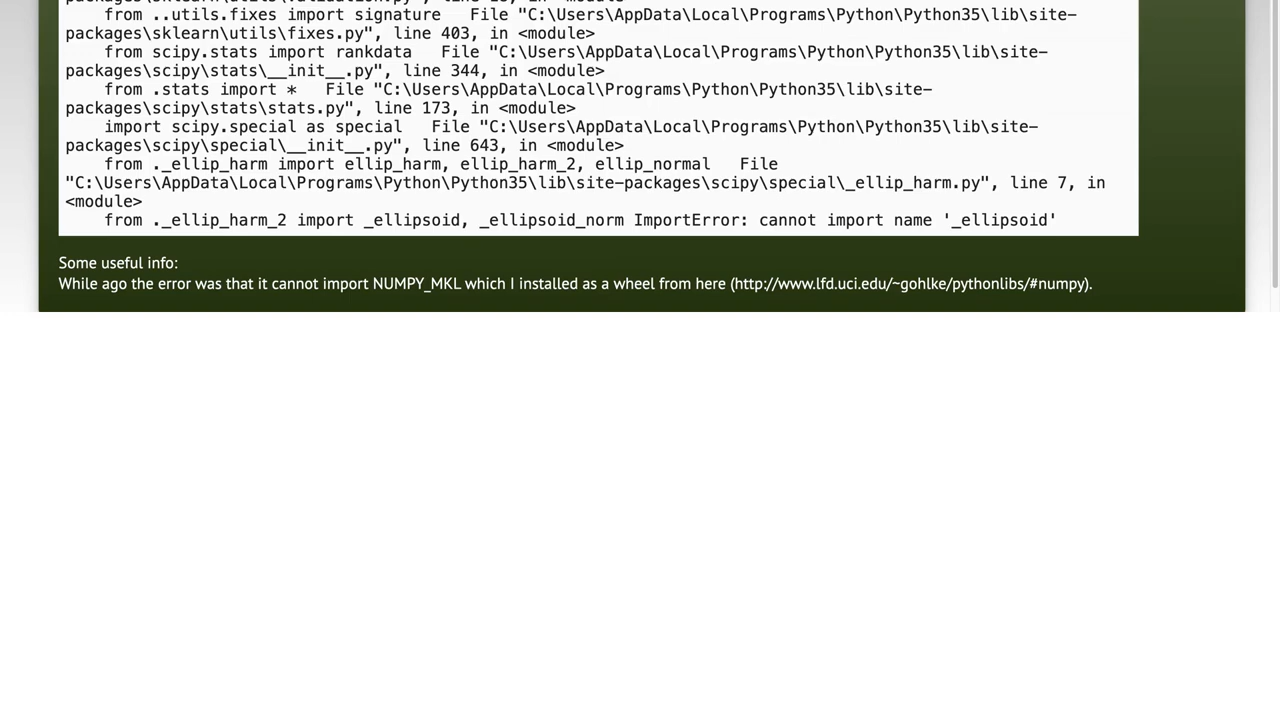 from ..utils.fixes import signature   File "C:\Users\AppData\Local\Programs\Python\Python35\lib\site-
packages\sklearn\utils\fixes.py", line 403, in <module>
from scipy.stats import rankdata   File "C:\Users\AppData\Local\Programs\Python\Python35\lib\site-
packages\scipy\stats\__init__.py", line 344, in <module>
from .stats import *   File "C:\Users\AppData\Local\Programs\Python\Python35\lib\site-
packages\scipy\stats\stats.py", line 173, in <module>
import scipy.special as special   File "C:\Users\AppData\Local\Programs\Python\Python35\lib\site-
packages\scipy\special\__init__.py", line 643, in <module>
from ._ellip_harm import ellip_harm, ellip_harm_2, ellip_normal   File
"C:\Users\AppData\Local\Programs\Python\Python35\lib\site-packages\scipy\special\_ellip_harm.py", line 7, in
<module>
from ._ellip_harm_2 import _ellipsoid, _ellipsoid_norm ImportError: cannot import name '_ellipsoid'
Some useful info:
While ago the error was that it cannot import NUMPY_MKL which I installed as a wheel from here (http://www.lfd.uci.edu/~gohlke/pythonlibs/#numpy).